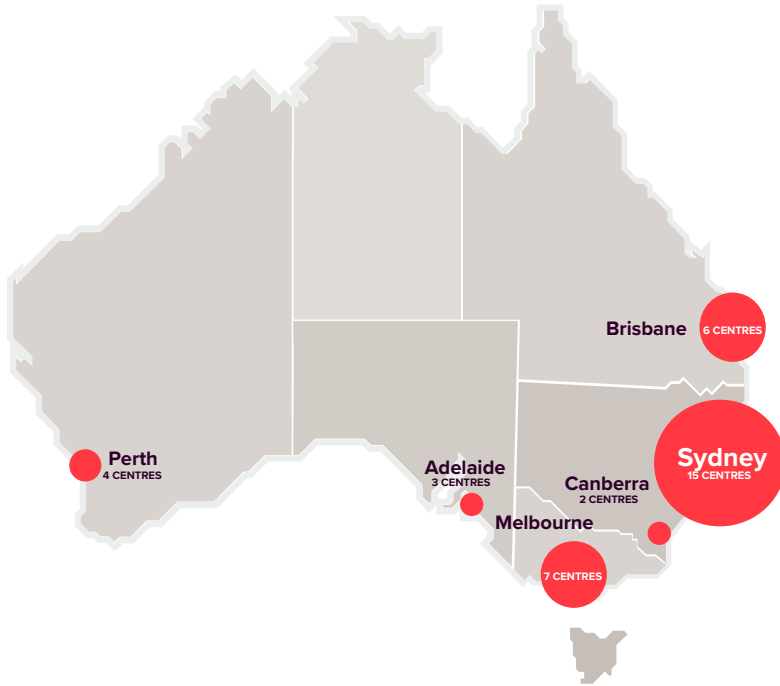 Brisbane
6 CENTRES
Sydney
15 CENTRES
Perth
4 CENTRES
Adelaide
3 CENTRES
Canberra
2 CENTRES
Melbourne
7 CENTRES